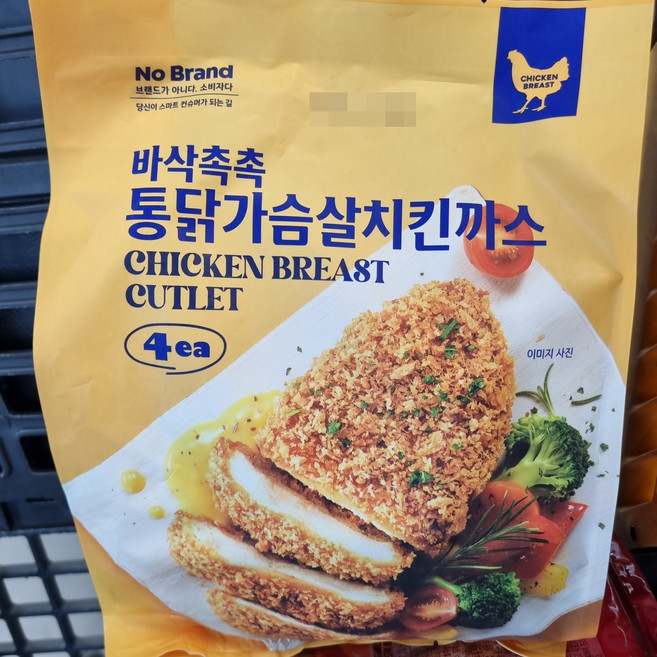 No Brand
브랜드가 아니다. 소비자다
당신이 스마트 컨슈머가 되는 길
CHICKEN
BREAST
바삭촉촉
통닭가슴살치킨까스
CHICKEN BREAST
CUTLET
4ea
이미지 사진